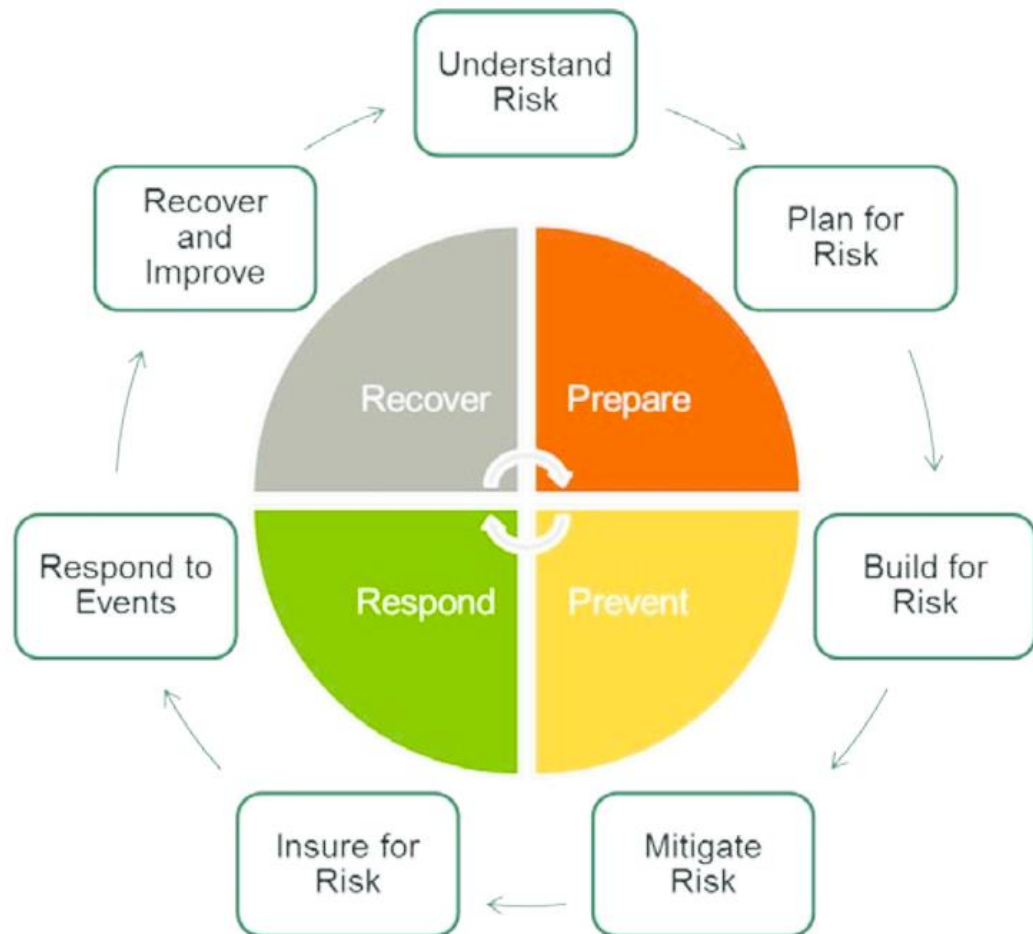 Understand
Risk
Plan for
Risk
Build for
Risk
Mitigate
Risk
Insure for
Risk
Respond to
Events
Recover
and
Improve
Recover
Prepare
Respond
Prevent